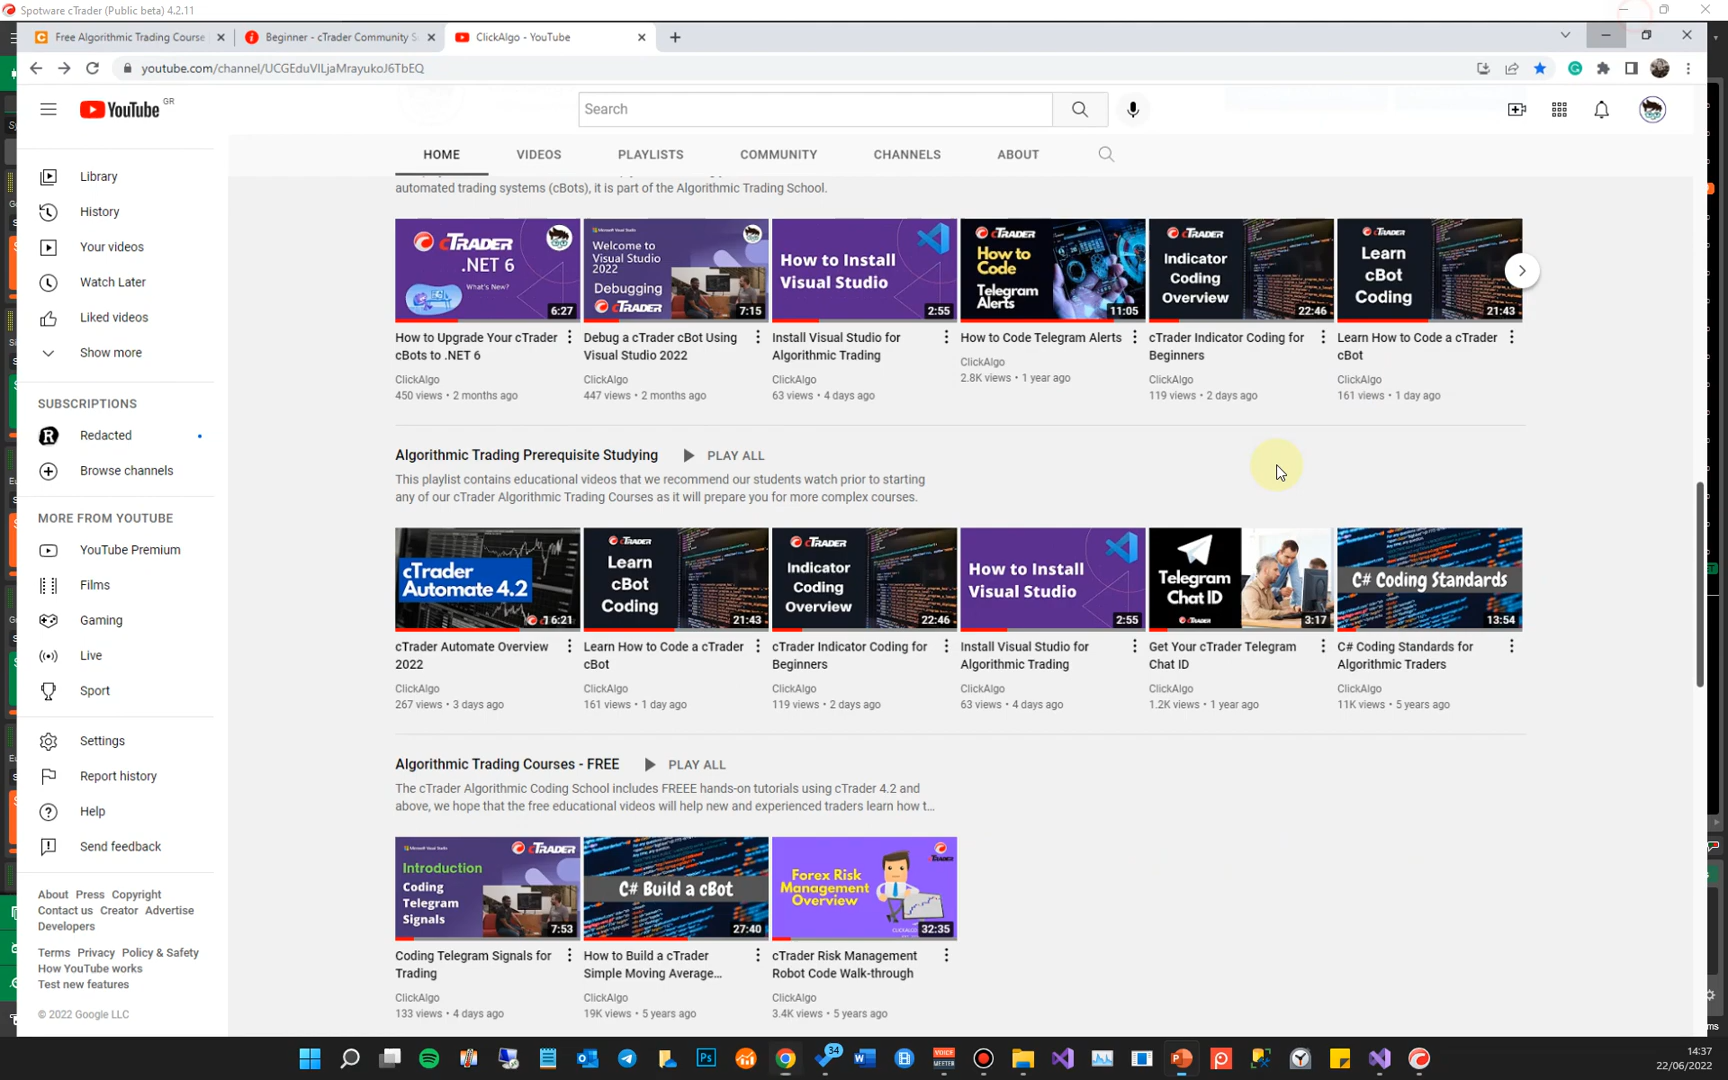 Spotware cTrader (Public beta) 4.2.11
Free Algorithmic Trading Course
Beginner - cTrader Community S
ClickAlgo - YouTube
youtube.com/channel/UCGEduVILjaMrayukoJ6TbEQ
YouTube GR
Search
HOME VIDEOS PLAYLISTS COMMUNITY CHANNELS ABOUT
automated trading systems (cBots), it is part of the Algorithmic Trading School.
Library
History
Your videos
Watch Later
Liked videos
Show more
SUBSCRIPTIONS
Redacted
Browse channels
MORE FROM YOUTUBE
YouTube Premium
Films
Gaming
Live
Sport
Settings
Report history
Help
Send feedback
About Press Copyright
Contact us Creator Advertise
Developers
Terms Privacy Policy & Safety
How YouTube works
Test new features
© 2022 Google LLC
cTRADER
.NET 6
What's New?
6:27
How to Upgrade Your cTrader
cBots to .NET 6
ClickAlgo
450 views • 2 months ago
Microsoft Visual Studio
Welcome to
Visual Studio
2022
Debugging
cTRADER
7:15
Debug a cTrader cBot Using
Visual Studio 2022
ClickAlgo
447 views • 2 months ago
How to Install
Visual Studio
2:55
Install Visual Studio for
Algorithmic Trading
ClickAlgo
63 views • 4 days ago
cTRADER
How to
Code
Telegram
Alerts
11:05
How to Code Telegram Alerts
ClickAlgo
2.8K views • 1 year ago
cTRADER
Indicator
Coding
Overview
22:46
cTrader Indicator Coding for
Beginners
ClickAlgo
119 views • 2 days ago
cTRADER
Learn
cBot
Coding
21:43
Learn How to Code a cTrader
cBot
ClickAlgo
161 views • 1 day ago
Algorithmic Trading Prerequisite Studying PLAY ALL
This playlist contains educational videos that we recommend our students watch prior to starting
any of our cTrader Algorithmic Trading Courses as it will prepare you for more complex courses.
cTrader
Automate 4.2
16:21
cTrader Automate Overview
2022
ClickAlgo
267 views • 3 days ago
cTRADER
Learn
cBot
Coding
21:43
Learn How to Code a cTrader
cBot
ClickAlgo
161 views • 1 day ago
cTRADER
Indicator
Coding
Overview
22:46
cTrader Indicator Coding for
Beginners
ClickAlgo
119 views • 2 days ago
How to Install
Visual Studio
2:55
Install Visual Studio for
Algorithmic Trading
ClickAlgo
63 views • 4 days ago
Telegram
Chat ID
cTRADER
3:17
Get Your cTrader Telegram
Chat ID
ClickAlgo
1.2K views • 1 year ago
C# Coding Standards
13:54
C# Coding Standards for
Algorithmic Traders
ClickAlgo
11K views • 5 years ago
Algorithmic Trading Courses - FREE PLAY ALL
The cTrader Algorithmic Coding School includes FREEE hands-on tutorials using cTrader 4.2 and
above, we hope that the free educational videos will help new and experienced traders learn how t...
Microsoft Visual Studio
cTRADER
Introduction
Coding
Telegram
Signals
7:53
Coding Telegram Signals for
Trading
ClickAlgo
133 views • 4 days ago
C# Build a cBot
27:40
How to Build a cTrader
Simple Moving Average...
ClickAlgo
19K views • 5 years ago
Forex Risk
Management
Overview
CLICKALGO
32:35
cTrader Risk Management
Robot Code Walk-through
ClickAlgo
3.4K views • 5 years ago
34
14:37
22/06/2022